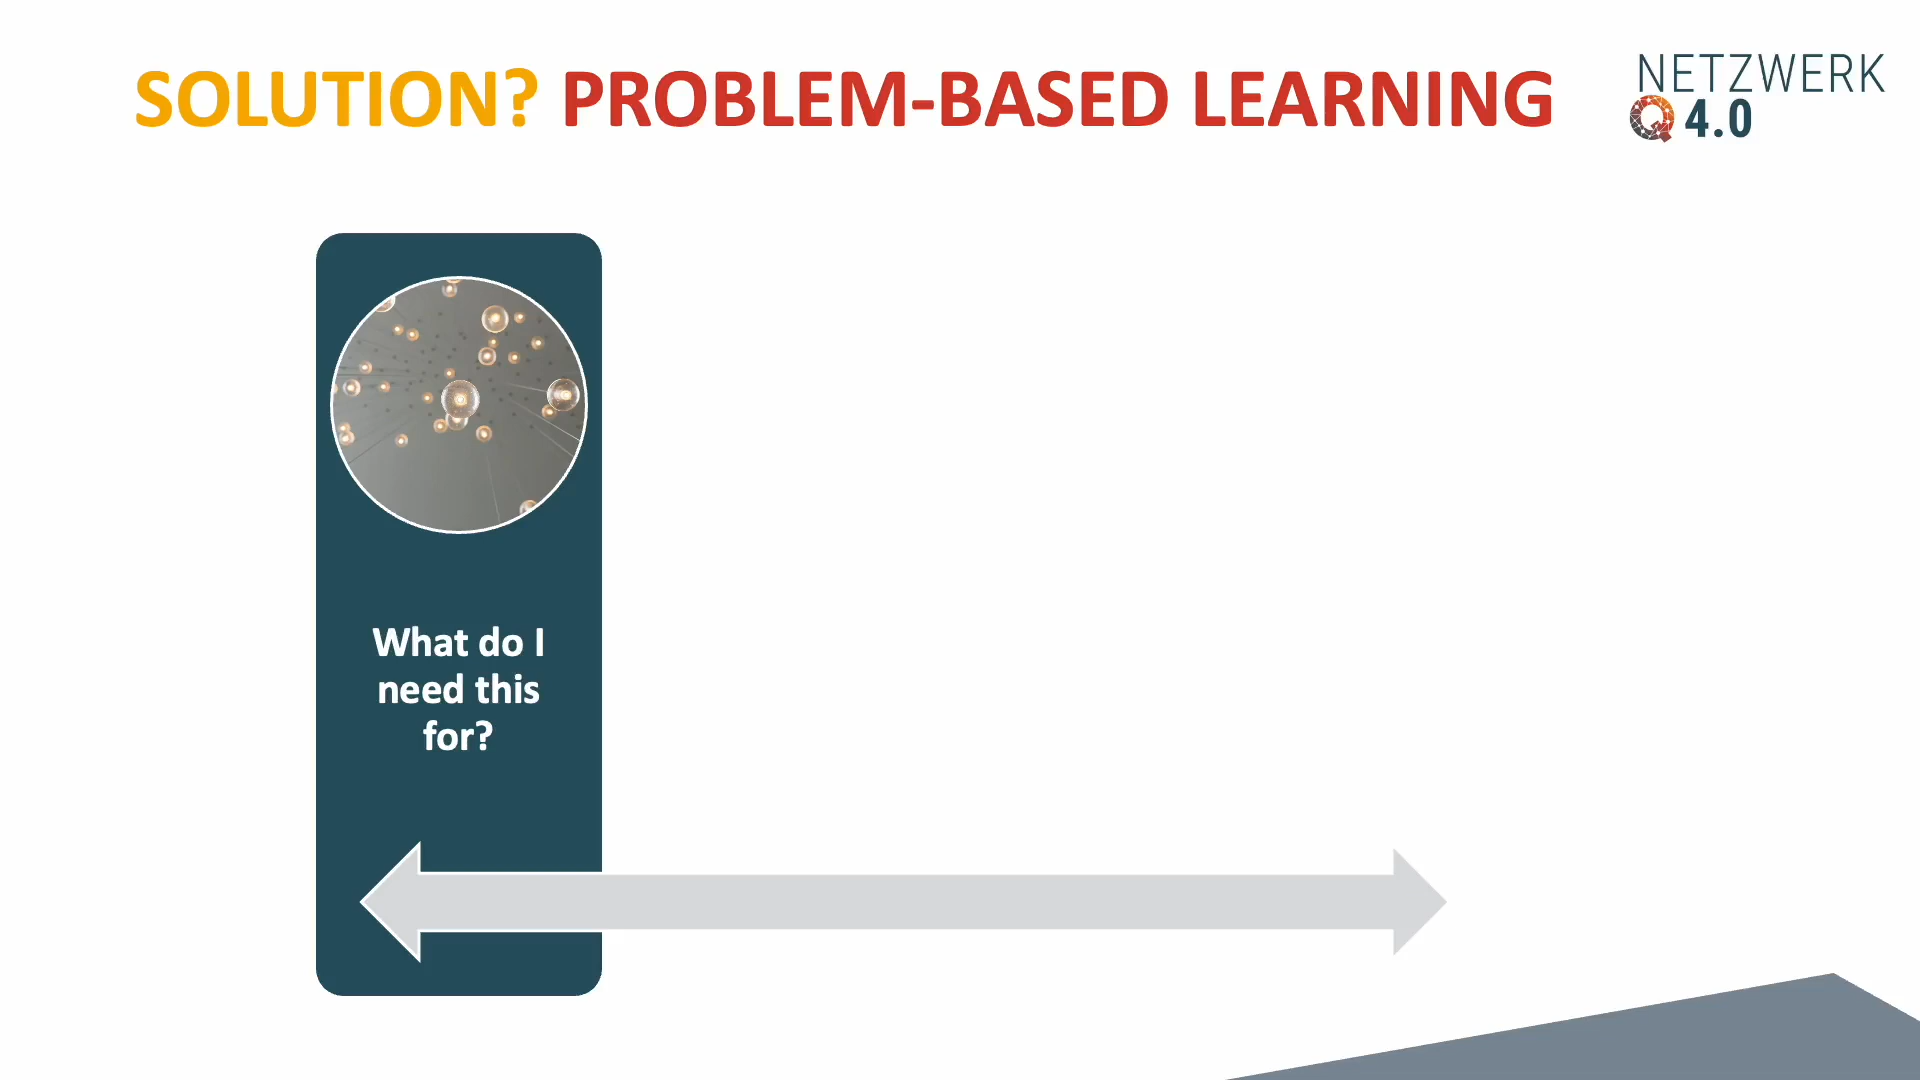 SOLUTION? PROBLEM-BASED LEARNING
NETZWERK
Q 4.0
What do I
need this
for?